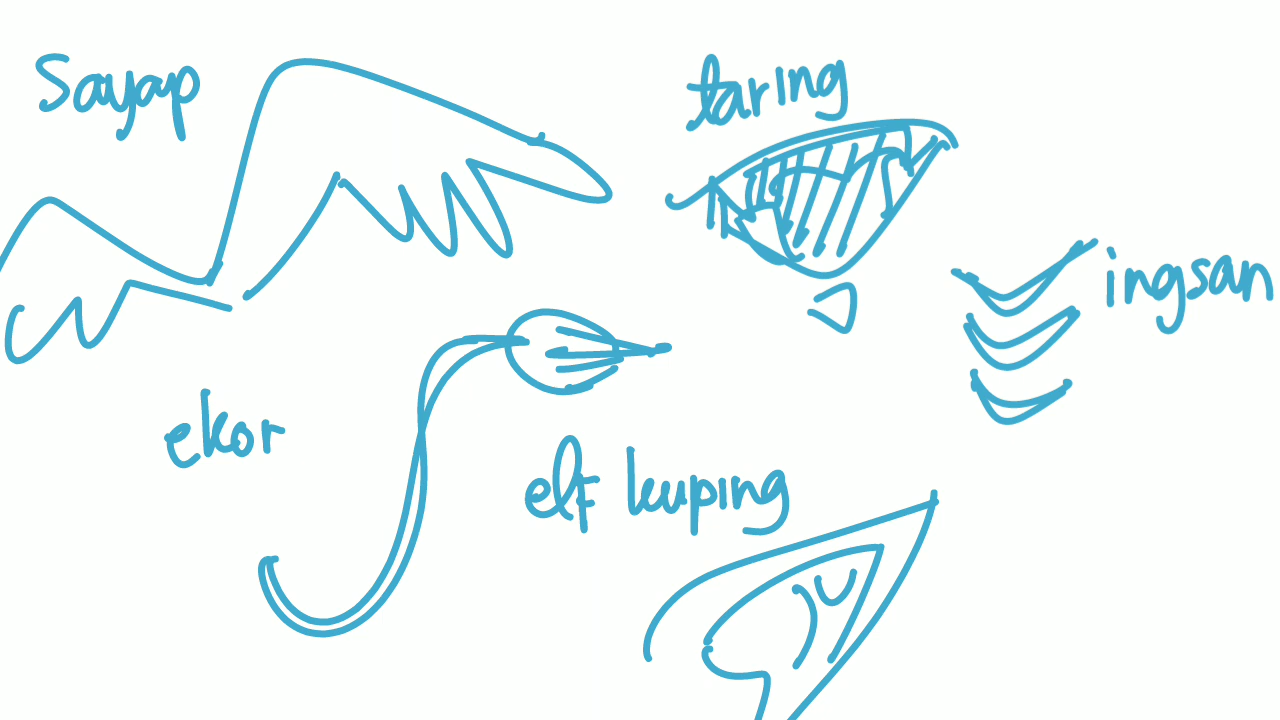 Sayap
taring
ingsan
ekor
elf kuping